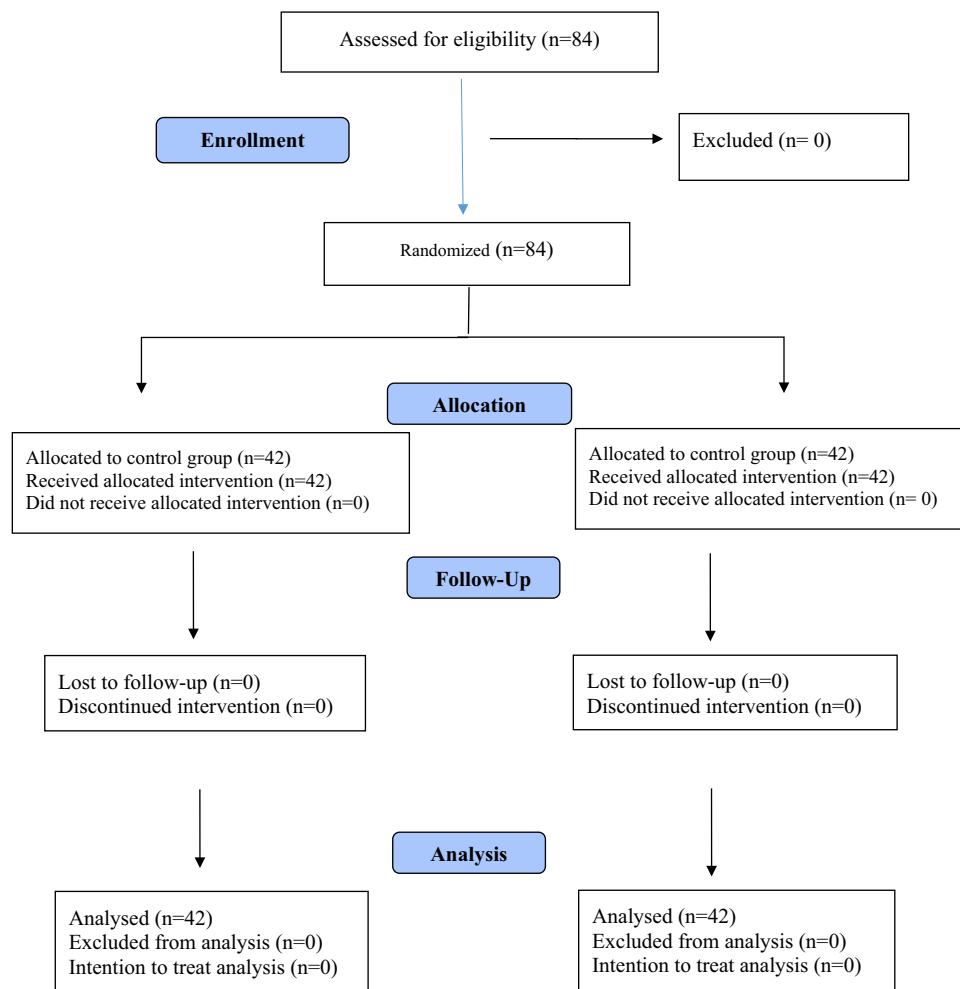 Assessed for eligibility (n=84)
Enrollment
Excluded (n= 0)
Randomized (n=84)
Allocation
Allocated to control group (n=42)
Received allocated intervention (n=42)
Did not receive allocated intervention (n=0)
Allocated to control group (n=42)
Received allocated intervention (n=42)
Did not receive allocated intervention (n= 0)
Follow-Up
Lost to follow-up (n=0)
Discontinued intervention (n=0)
Lost to follow-up (n=0)
Discontinued intervention (n=0)
Analysis
Analysed (n=42)
Excluded from analysis (n=0)
Intention to treat analysis (n=0)
Analysed (n=42)
Excluded from analysis (n=0)
Intention to treat analysis (n=0)